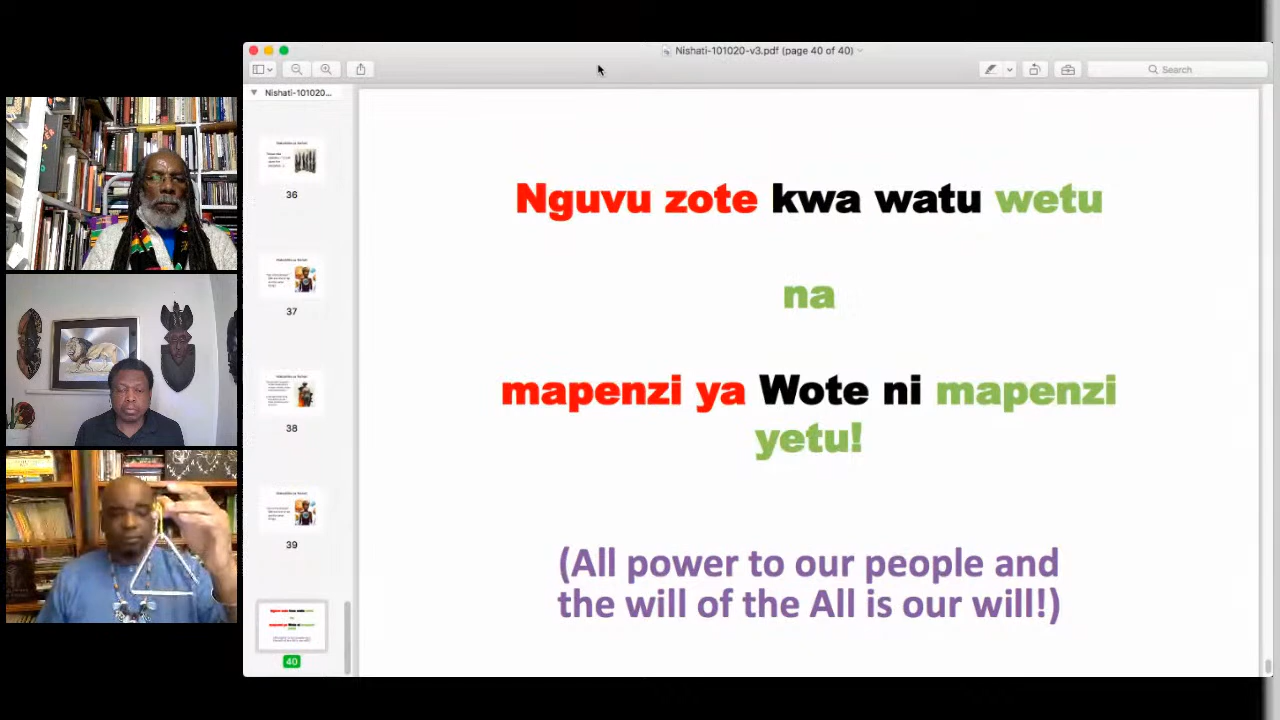 Nishati-101020-v3.pdf (page 40 of 40)
Search
Nishati-101020...
36
37
38
39
40
Nguvu zote kwa watu wetu
na
mapenzi ya Wote ni mapenzi
yetu!
(All power to our people and
the will of the All is our will!)